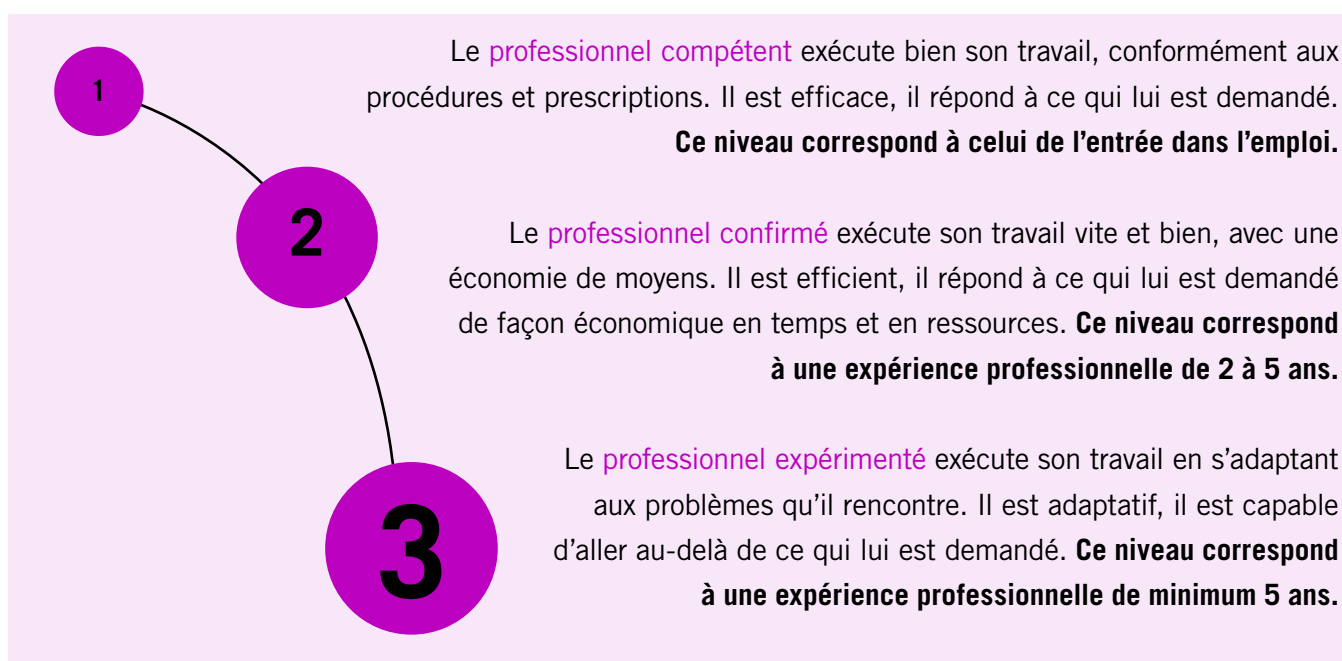 1
Le professionnel compétent exécute bien son travail, conformément aux
procédures et prescriptions. Il est efficace, il répond à ce qui lui est demandé.
Ce niveau correspond à celui de l’entrée dans l’emploi.
2
Le professionnel confirmé exécute son travail vite et bien, avec une
économie de moyens. Il est efficient, il répond à ce qui lui est demandé
de façon économique en temps et en ressources. Ce niveau correspond
à une expérience professionnelle de 2 à 5 ans.
3
Le professionnel expérimenté exécute son travail en s’adaptant
aux problèmes qu’il rencontre. Il est adaptatif, il est capable
d’aller au-delà de ce qui lui est demandé. Ce niveau correspond
à une expérience professionnelle de minimum 5 ans.